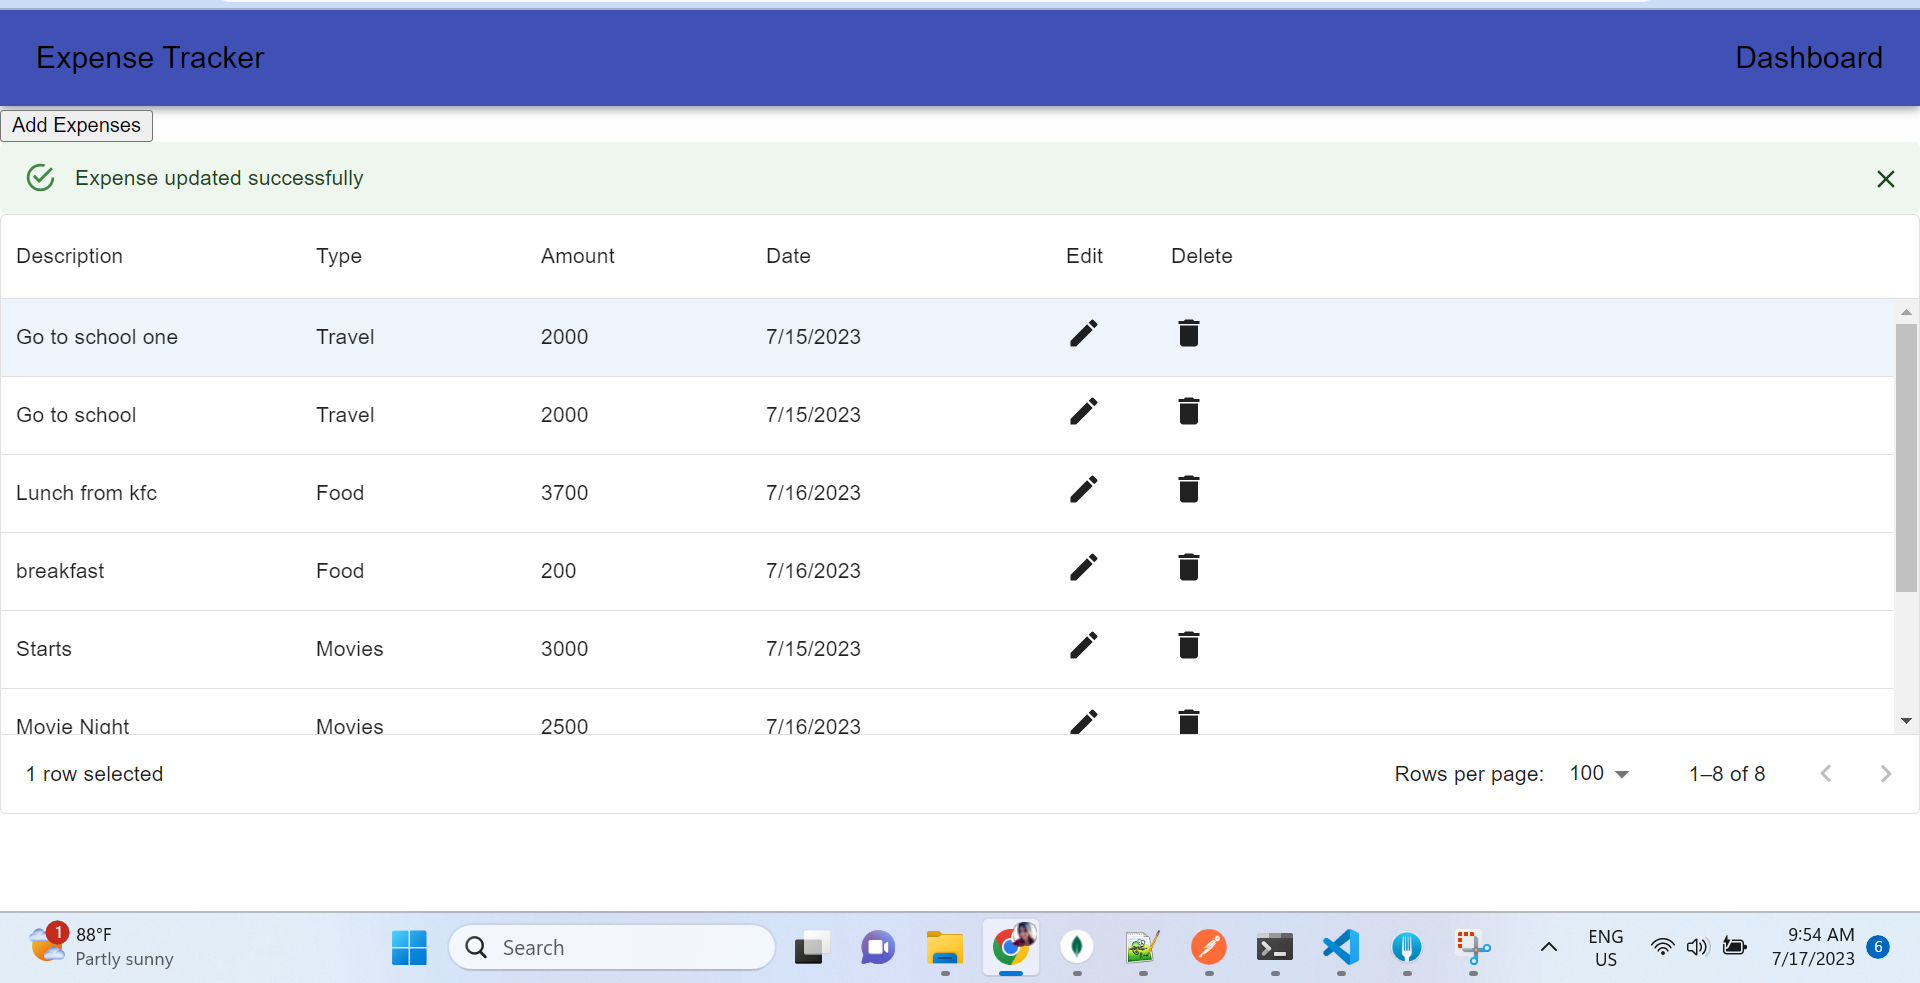 Expense Tracker Dashboard
Add Expenses
Expense updated successfully
Description Type Amount Date Edit Delete
Go to school one Travel 2000 7/15/2023
Go to school Travel 2000 7/15/2023
Lunch from kfc Food 3700 7/16/2023
breakfast Food 200 7/16/2023
Starts Movies 3000 7/15/2023
Movie Night Movies 2500 7/16/2023
1 row selected Rows per page: 100 1–8 of 8
1 88°F
Partly sunny
Search
ENG
US
9:54 AM
7/17/2023
6